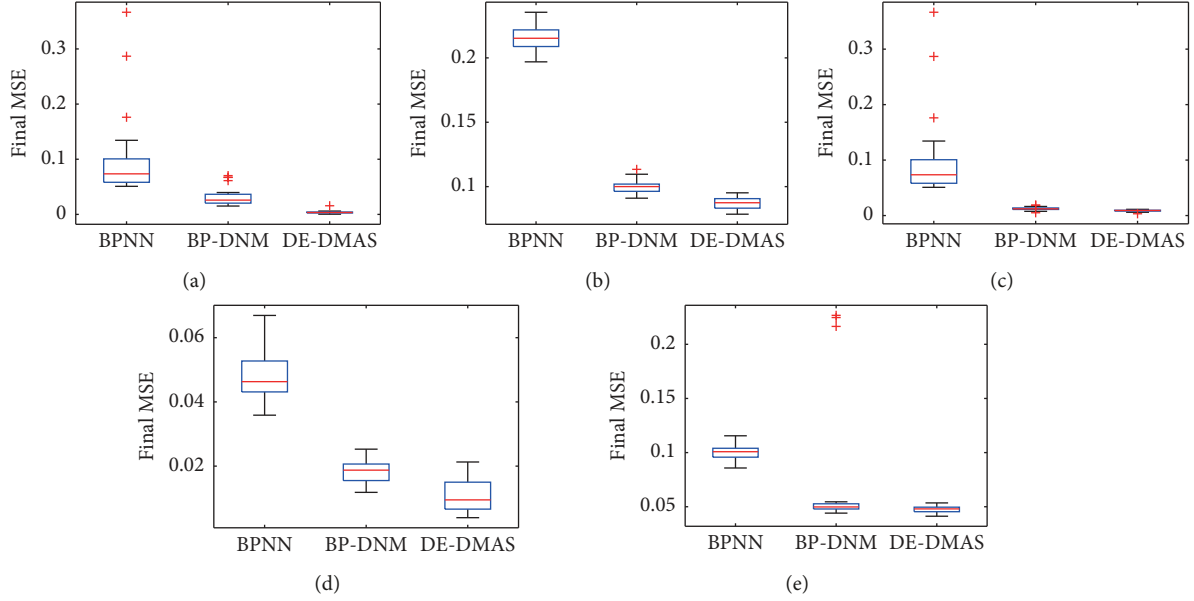 Final MSE
0.3
0.2
0.1
0
BPNN
BP-DNM
DE-DMAS
(a)
Final MSE
0.2
0.15
0.1
BPNN
BP-DNM
DE-DMAS
(b)
Final MSE
0.3
0.2
0.1
0
BPNN
BP-DNM
DE-DMAS
(c)
Final MSE
0.06
0.04
0.02
BPNN
BP-DNM
DE-DMAS
(d)
Final MSE
0.2
0.15
0.1
0.05
BPNN
BP-DNM
DE-DMAS
(e)